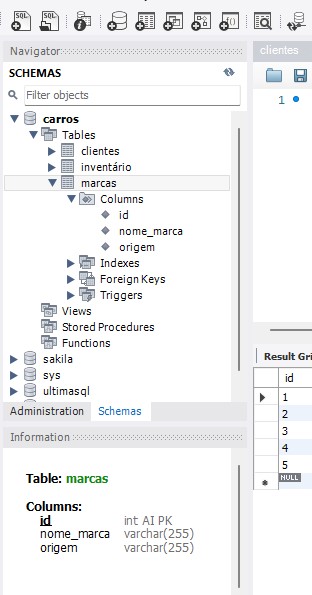 SQL
SQL
Navigator
SCHEMAS
Filter objects
carros
Tables
clientes
inventário
marcas
Columns
id
nome_marca
origem
Indexes
Foreign Keys
Triggers
Views
Stored Procedures
Functions
sakila
sys
ultimasql
Administration Schemas
Information
Table: marcas
Columns:
id int AI PK
nome_marca varchar(255)
origem varchar(255)
clientes
1
Result Gri
id
1
2
3
4
5
NULL